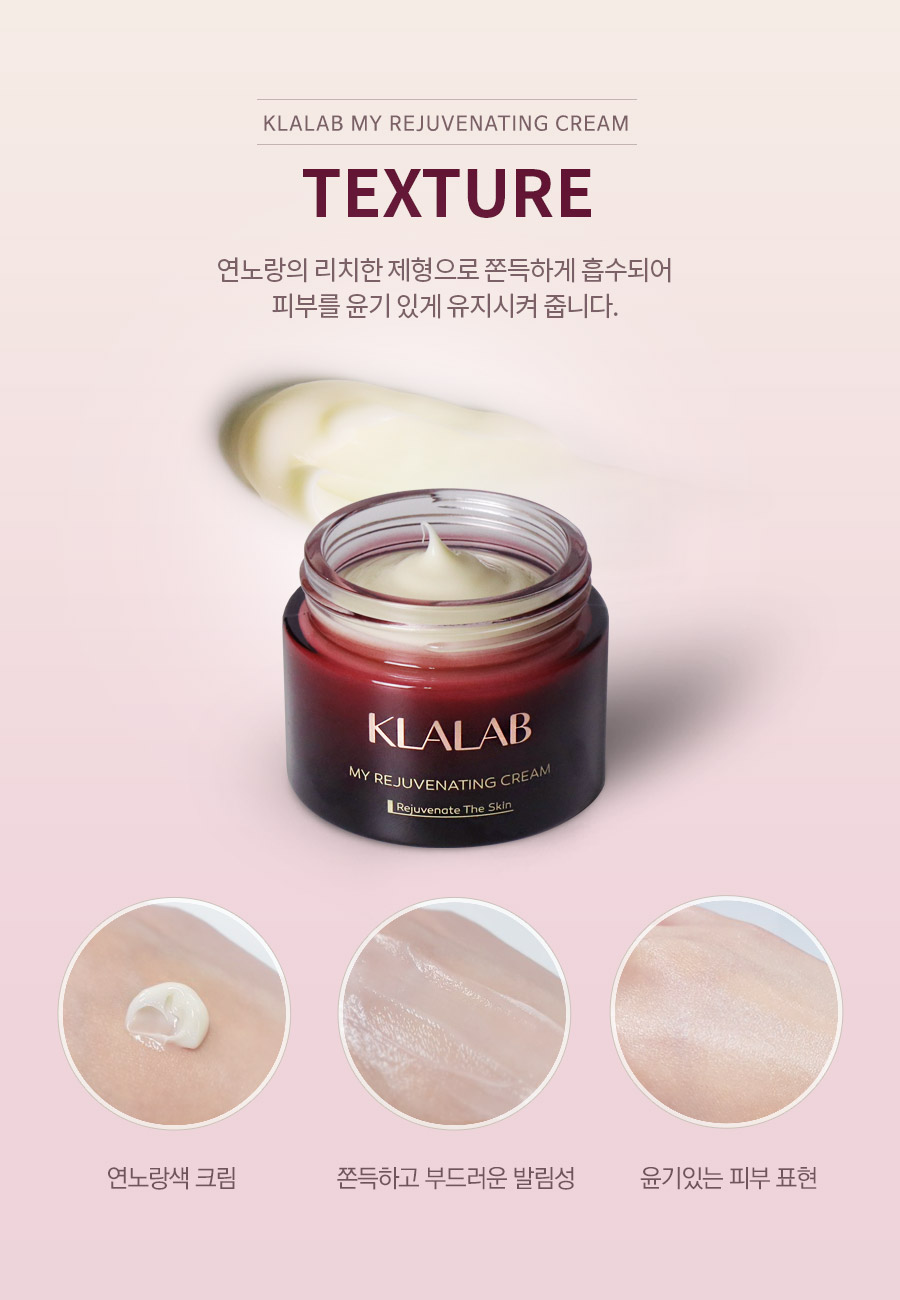 KLALAB MY REJUVENATING CREAM
TEXTURE
연노랑의 리치한 제형으로 쫀득하게 흡수되어
피부를 윤기 있게 유지시켜 줍니다.
KLALAB
MY REJUVENATING CREAM
Rejuvenate The Skin
연노랑색 크림
쫀득하고 부드러운 발림성
윤기있는 피부 표현